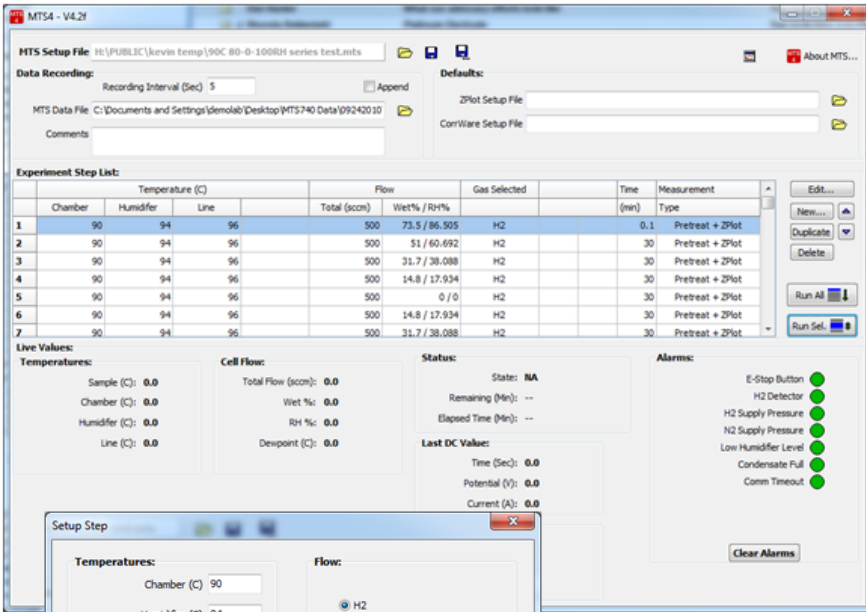 MTS4 - V4.2f
MTS Setup File H:\PUBLIC\kevin temp\90C 80-0-100RH series test.mts
About MTS...
Data Recording:
Recording Interval (Sec) 5
Append
MTS Data File C:\Documents and Settings\demolab\Desktop\MTS740 Data\09242010
Comments
Defaults:
ZPlot Setup File
CorrWare Setup File
Experiment Step List:
Temperature (C) Flow Gas Selected Time Measurement
Chamber Humidifer Line Total (sccm) Wet% / RH% (min) Type
1 90 94 96 500 73.5 / 86.505 H2 0.1 Pretreat + ZPlot
2 90 94 96 500 51 / 60.692 H2 30 Pretreat + ZPlot
3 90 94 96 500 31.7 / 38.088 H2 30 Pretreat + ZPlot
4 90 94 96 500 14.8 / 17.934 H2 30 Pretreat + ZPlot
5 90 94 96 500 0 / 0 H2 30 Pretreat + ZPlot
6 90 94 96 500 14.8 / 17.934 H2 30 Pretreat + ZPlot
7 90 94 96 500 31.7 / 38.088 H2 30 Pretreat + ZPlot
Edit...
New...
Duplicate
Delete
Run All
Run Sel.
Live Values:
Temperatures:
Sample (C): 0.0
Chamber (C): 0.0
Humidifer (C): 0.0
Line (C): 0.0
Cell Flow:
Total Flow (sccm): 0.0
Wet %: 0.0
RH %: 0.0
Dewpoint (C): 0.0
Status:
State: NA
Remaining (Min): --
Elapsed Time (Min): --
Last DC Value:
Time (Sec): 0.0
Potential (V): 0.0
Current (A): 0.0
Alarms:
E-Stop Button
H2 Detector
H2 Supply Pressure
N2 Supply Pressure
Low Humidifier Level
Condensate Full
Comm Timeout
Clear Alarms
Setup Step
Temperatures:
Chamber (C) 90
Flow:
H2